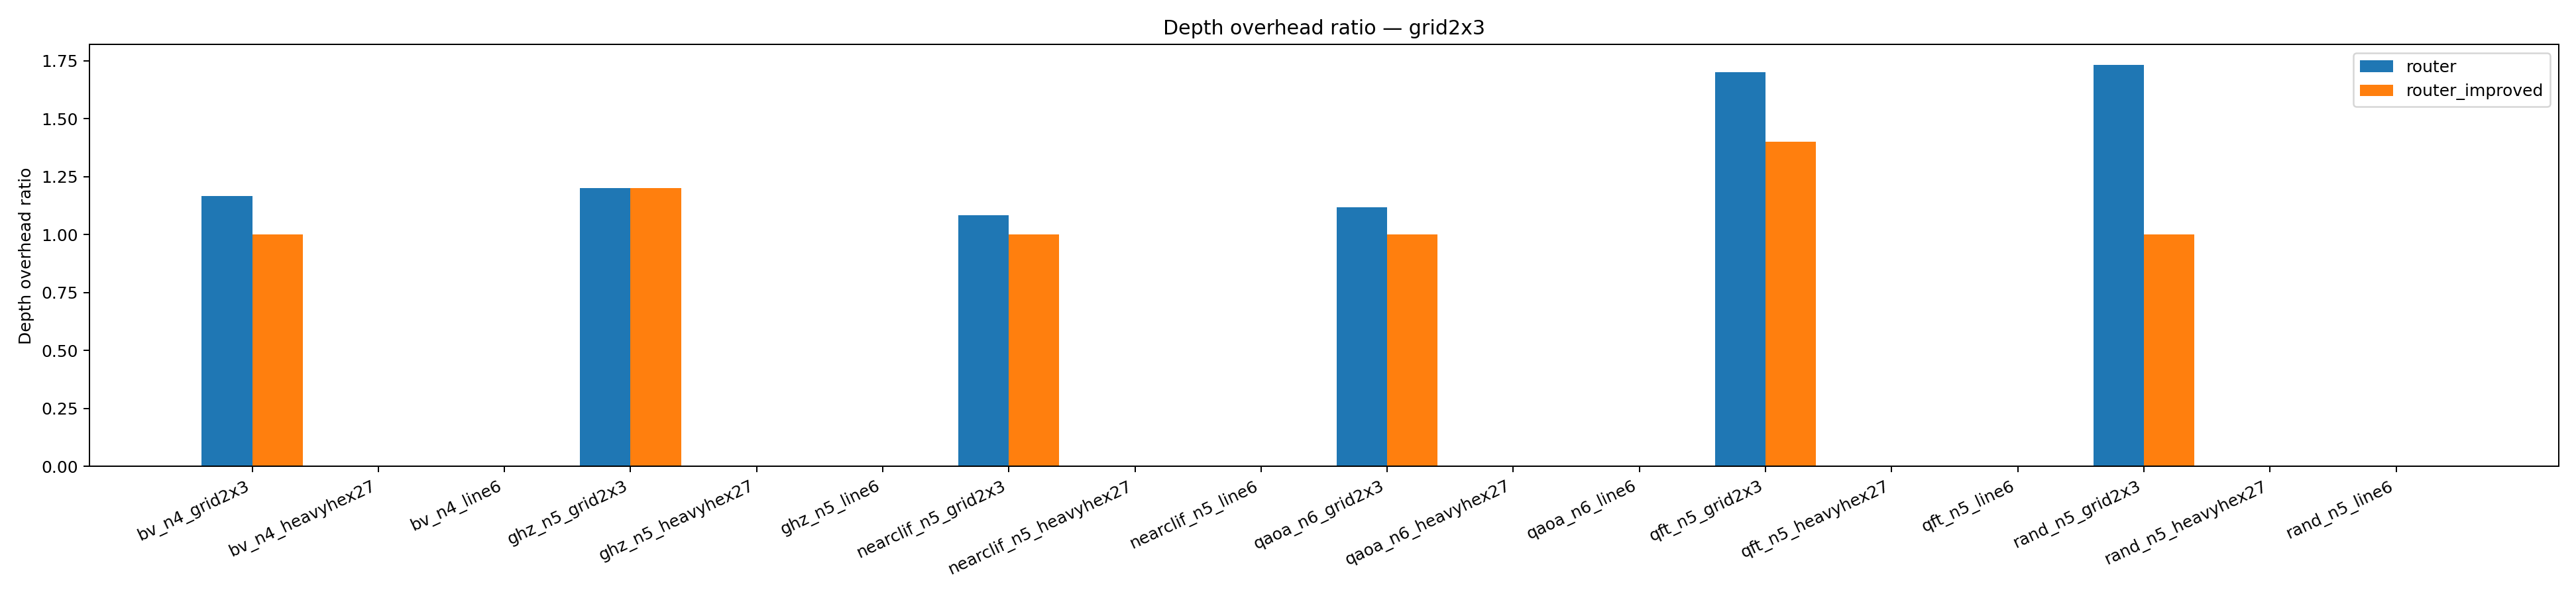 Depth overhead ratio — grid2x3
Depth overhead ratio
1.75
1.50
1.25
1.00
0.75
0.50
0.25
0.00
router
router_improved
bv_n4_grid2x3
bv_n4_heavyhex27
bv_n4_line6
ghz_n5_grid2x3
ghz_n5_heavyhex27
ghz_n5_line6
nearclif_n5_grid2x3
nearclif_n5_heavyhex27
nearclif_n5_line6
qaoa_n6_grid2x3
qaoa_n6_heavyhex27
qaoa_n6_line6
qft_n5_grid2x3
qft_n5_heavyhex27
qft_n5_line6
rand_n5_grid2x3
rand_n5_heavyhex27
rand_n5_line6